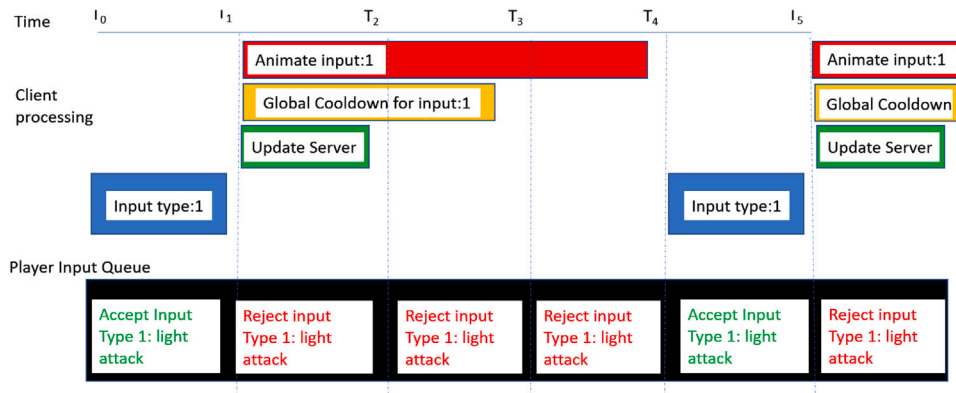 Time I₀ I₁ T₂ T₃ T₄ I₅
Animate input:1 Animate input:1
Client
processing
Global Cooldown for input:1 Global Cooldown
Update Server Update Server
Input type:1 Input type:1
Player Input Queue
Accept Input Reject input Reject input Reject input Accept Input Reject input
Type 1: light Type 1: light Type 1: light Type 1: light Type 1: light Type 1: light
attack attack attack attack attack attack